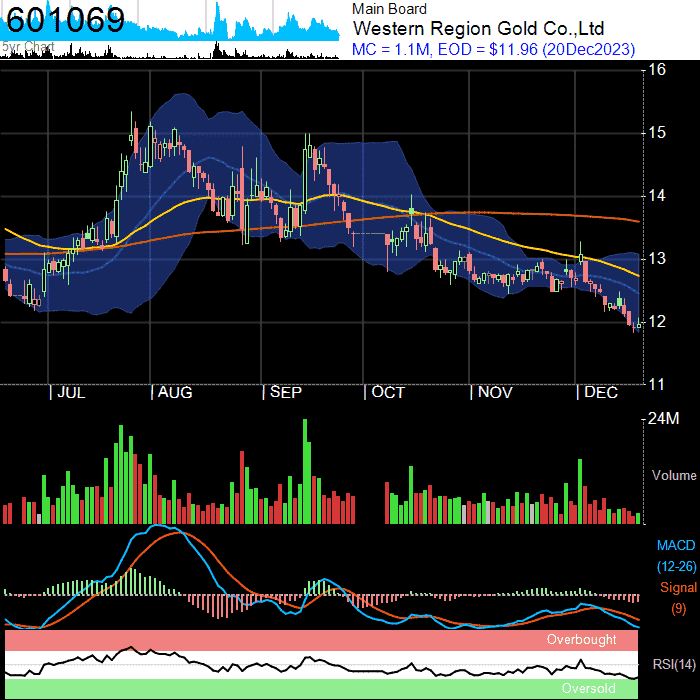 601069
5yr Chart
Main Board
Western Region Gold Co.,Ltd
MC = 1.1M, EOD = $11.96 (20Dec2023)
16
15
14
13
12
11
| JUL | AUG | SEP | OCT | NOV | DEC
24M
Volume
MACD
(12-26)
Signal
(9)
Overbought
RSI(14)
Oversold